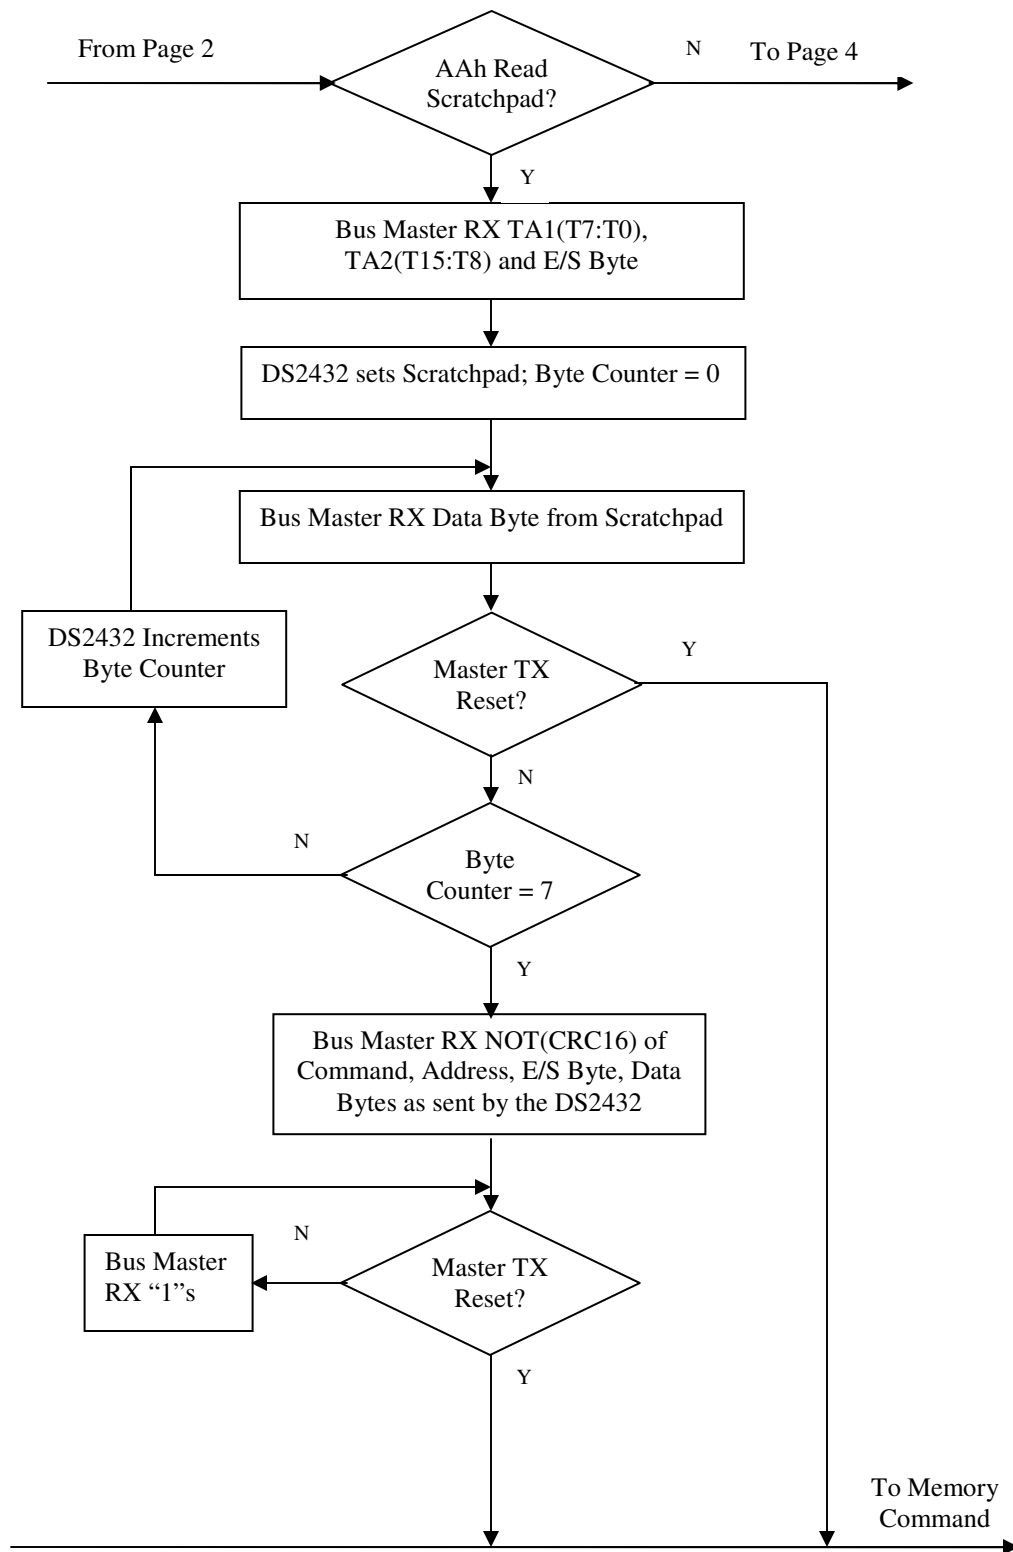 From Page 2
N
To Page 4
AAh Read
Scratchpad?
Y
Bus Master RX TA1(T7:T0),
TA2(T15:T8) and E/S Byte
DS2432 sets Scratchpad; Byte Counter = 0
Bus Master RX Data Byte from Scratchpad
DS2432 Increments
Byte Counter
Master TX
Reset?
Y
N
N
Byte
Counter = 7
Y
Bus Master RX NOT(CRC16) of
Command, Address, E/S Byte, Data
Bytes as sent by the DS2432
N
Bus Master
RX “1”s
Master TX
Reset?
Y
To Memory
Command